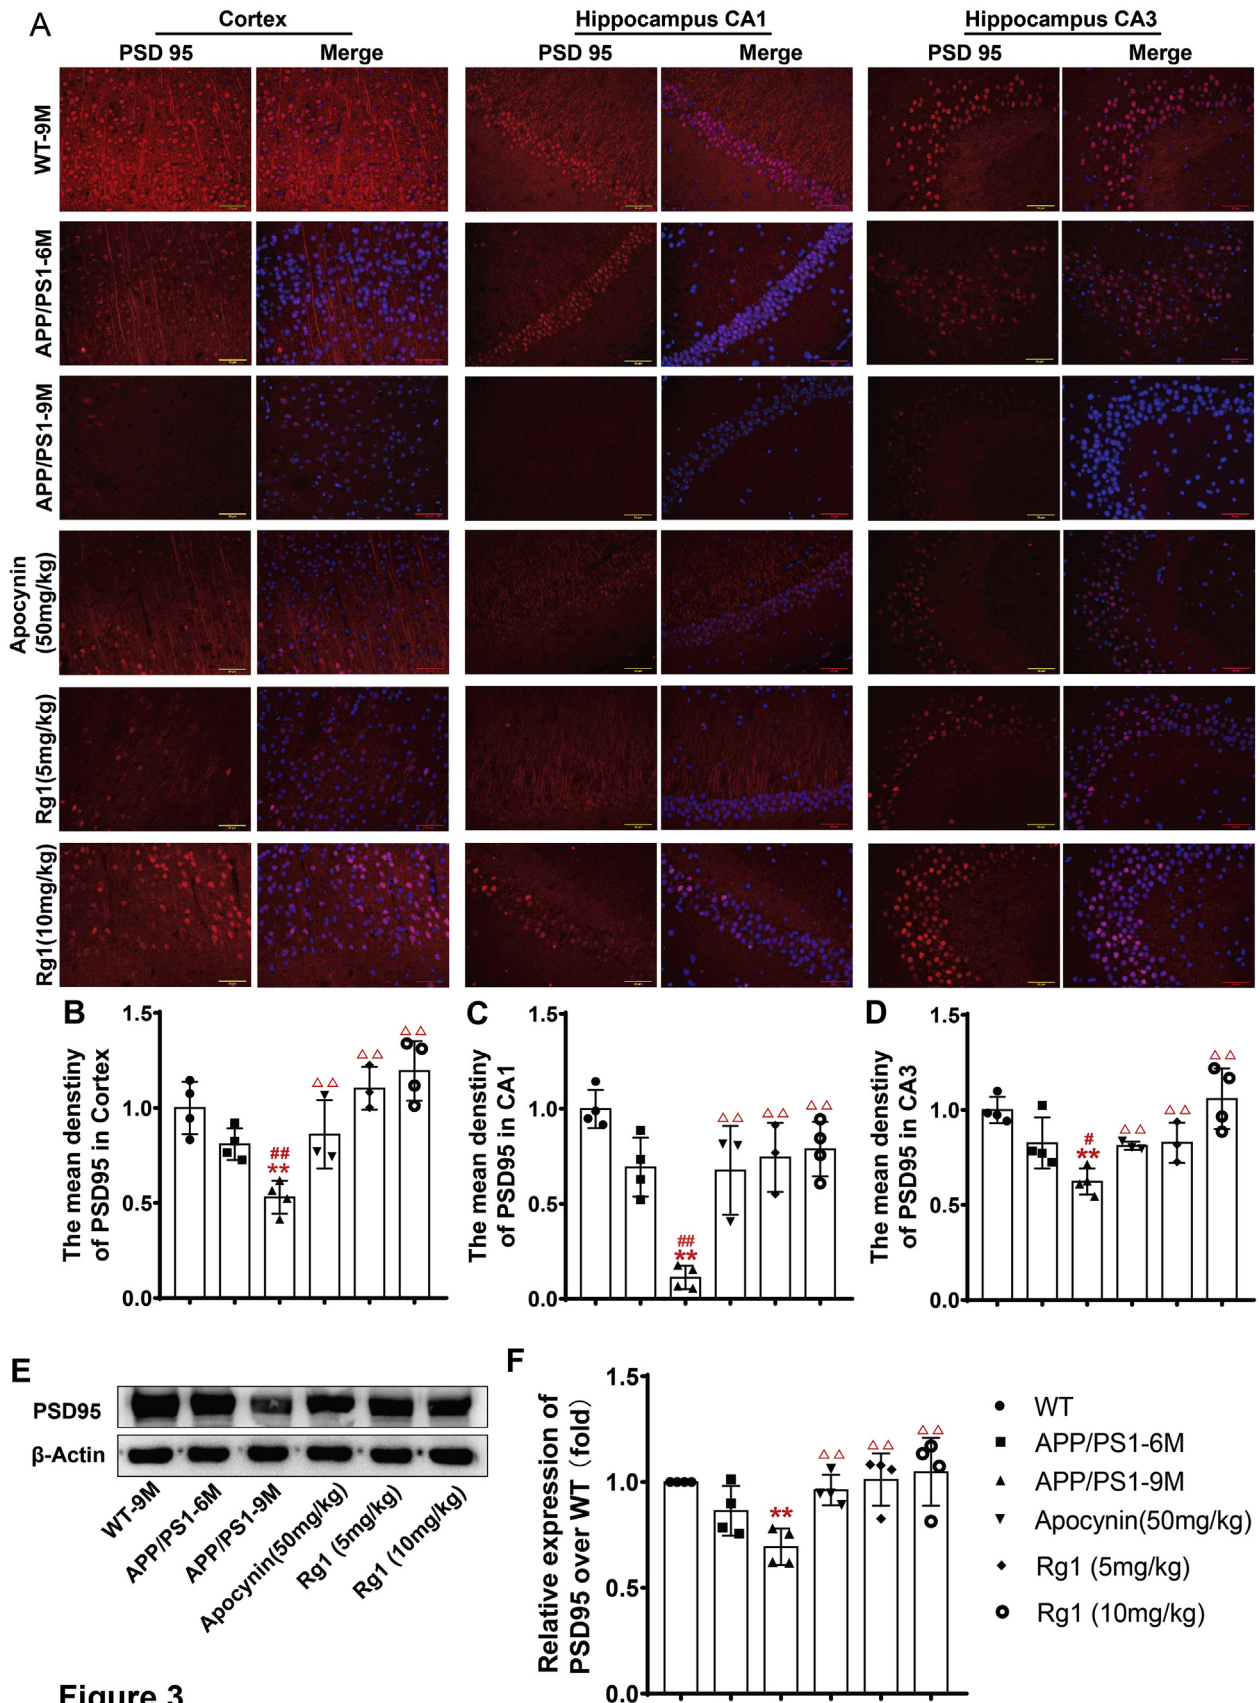 A
Cortex
Hippocampus CA1
Hippocampus CA3
PSD 95
Merge
PSD 95
Merge
PSD 95
Merge
WT-9M
APP/PS1-6M
APP/PS1-9M
Apocynin
(50mg/kg)
Rg1(5mg/kg)
Rg1(10mg/kg)
B
The mean denstiny
of PSD95 in Cortex
1.5
1.0
0.5
0.0
##
**
△△
△△
△△
C
The mean denstiny
of PSD95 in CA1
1.5
1.0
0.5
0.0
##
**
△△
△△
△△
D
The mean denstiny
of PSD95 in CA3
1.5
1.0
0.5
0.0
#
**
△△
△△
△△
E
PSD95
β-Actin
WT-9M
APP/PS1-6M
APP/PS1-9M
Apocynin(50mg/kg)
Rg1 (5mg/kg)
Rg1 (10mg/kg)
F
Relative expression of
PSD95 over WT (fold)
1.5
1.0
0.5
0.0
**
△△
△△
△△
WT
APP/PS1-6M
APP/PS1-9M
Apocynin(50mg/kg)
Rg1 (5mg/kg)
Rg1 (10mg/kg)
Figure 3